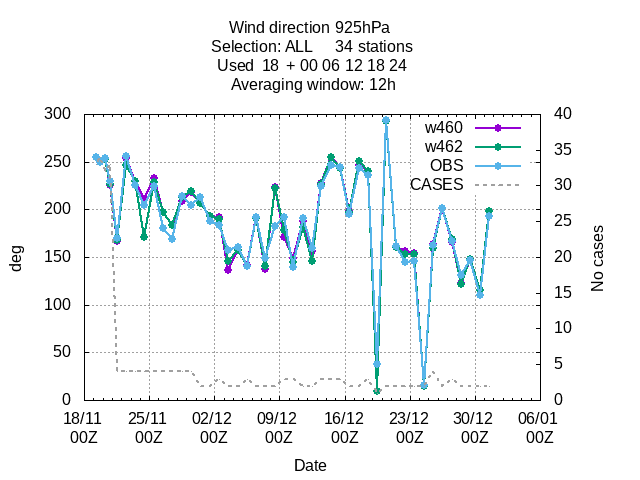 Wind direction 925hPa
Selection: ALL 34 stations
Used 18 + 00 06 12 18 24
Averaging window: 12h
300 40
w460
w462
OBS
CASES
250
200
150
100
50
0
35
30
25
20
15
10
5
0
deg
No cases
18/11 25/11 02/12 09/12 16/12 23/12 30/12 06/01
00Z 00Z 00Z 00Z 00Z 00Z 00Z 00Z
Date